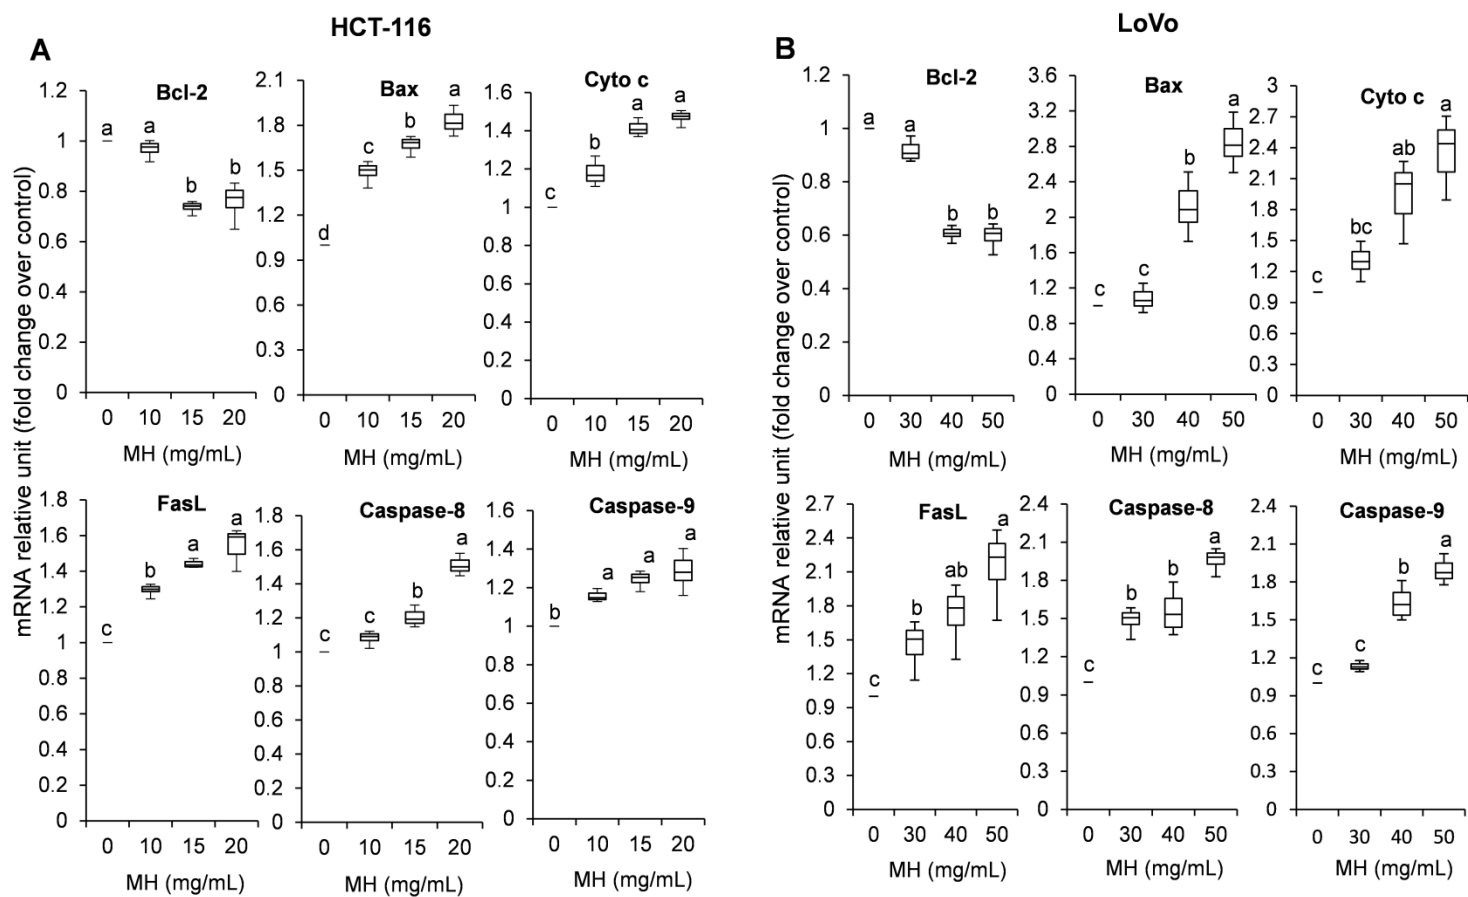 HCT-116
LoVo
A
B
mRNA relative unit (fold change over control)
Bcl-2
1.2
1
0.8
0.6
0.4
0.2
0
a
a
b
b
0 10 15 20
MH (mg/mL)
Bax
2.1
1.8
1.5
1.2
0.9
0.6
0.3
0
d
c
b
a
0 10 15 20
MH (mg/mL)
Cyto c
1.6
1.4
1.2
1
0.8
0.6
0.4
0.2
0
c
b
a
a
0 10 15 20
MH (mg/mL)
FasL
1.8
1.6
1.4
1.2
1
0.8
0.6
0.4
0.2
0
c
b
a
a
0 10 15 20
MH (mg/mL)
Caspase-8
1.8
1.6
1.4
1.2
1
0.8
0.6
0.4
0.2
0
c
c
b
a
0 10 15 20
MH (mg/mL)
Caspase-9
1.6
1.4
1.2
1
0.8
0.6
0.4
0.2
0
b
a
a
a
0 10 15 20
MH (mg/mL)
mRNA relative unit (fold change over control)
Bcl-2
1.2
1
0.8
0.6
0.4
0.2
0
a
a
b
b
0 30 40 50
MH (mg/mL)
Bax
3.6
3.2
2.8
2.4
2
1.6
1.2
0.8
0.4
0
c
c
b
a
0 30 40 50
MH (mg/mL)
Cyto c
3
2.7
2.4
2.1
1.8
1.5
1.2
0.9
0.6
0.3
0
c
bc
ab
a
0 30 40 50
MH (mg/mL)
FasL
2.7
2.4
2.1
1.8
1.5
1.2
0.9
0.6
0.3
0
c
b
ab
a
0 30 40 50
MH (mg/mL)
Caspase-8
2.4
2.1
1.8
1.5
1.2
0.9
0.6
0.3
0
c
b
b
a
0 30 40 50
MH (mg/mL)
Caspase-9
2.4
2.1
1.8
1.5
1.2
0.9
0.6
0.3
0
c
c
b
a
0 30 40 50
MH (mg/mL)